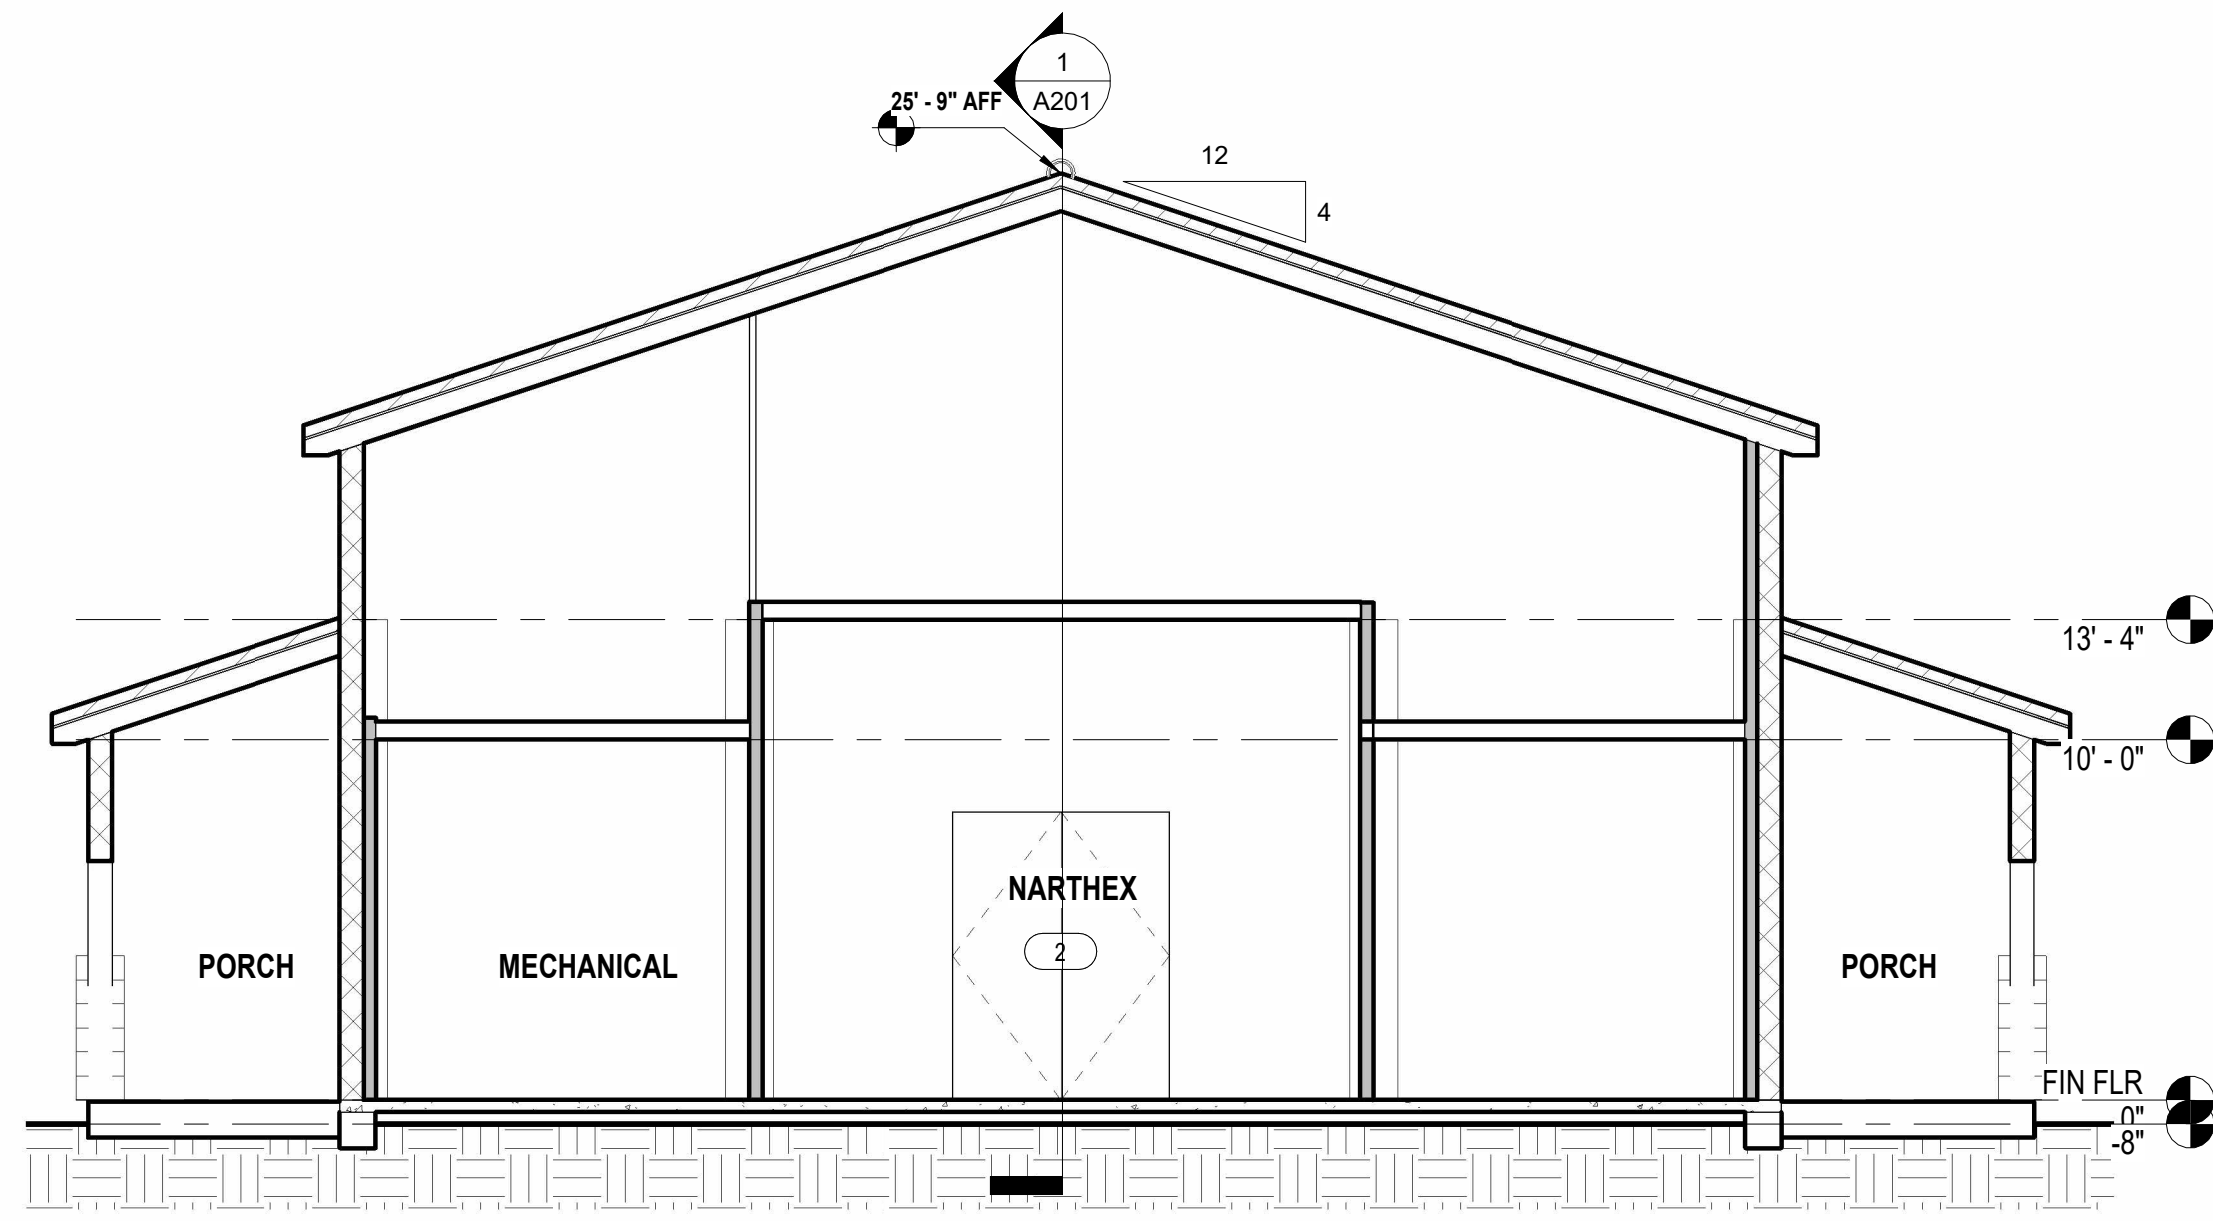 1
A201
25' - 9" AFF
12
4
13' - 4"
10' - 0"
NARTHEX
2
PORCH
MECHANICAL
PORCH
FIN FLR
0"
-8"